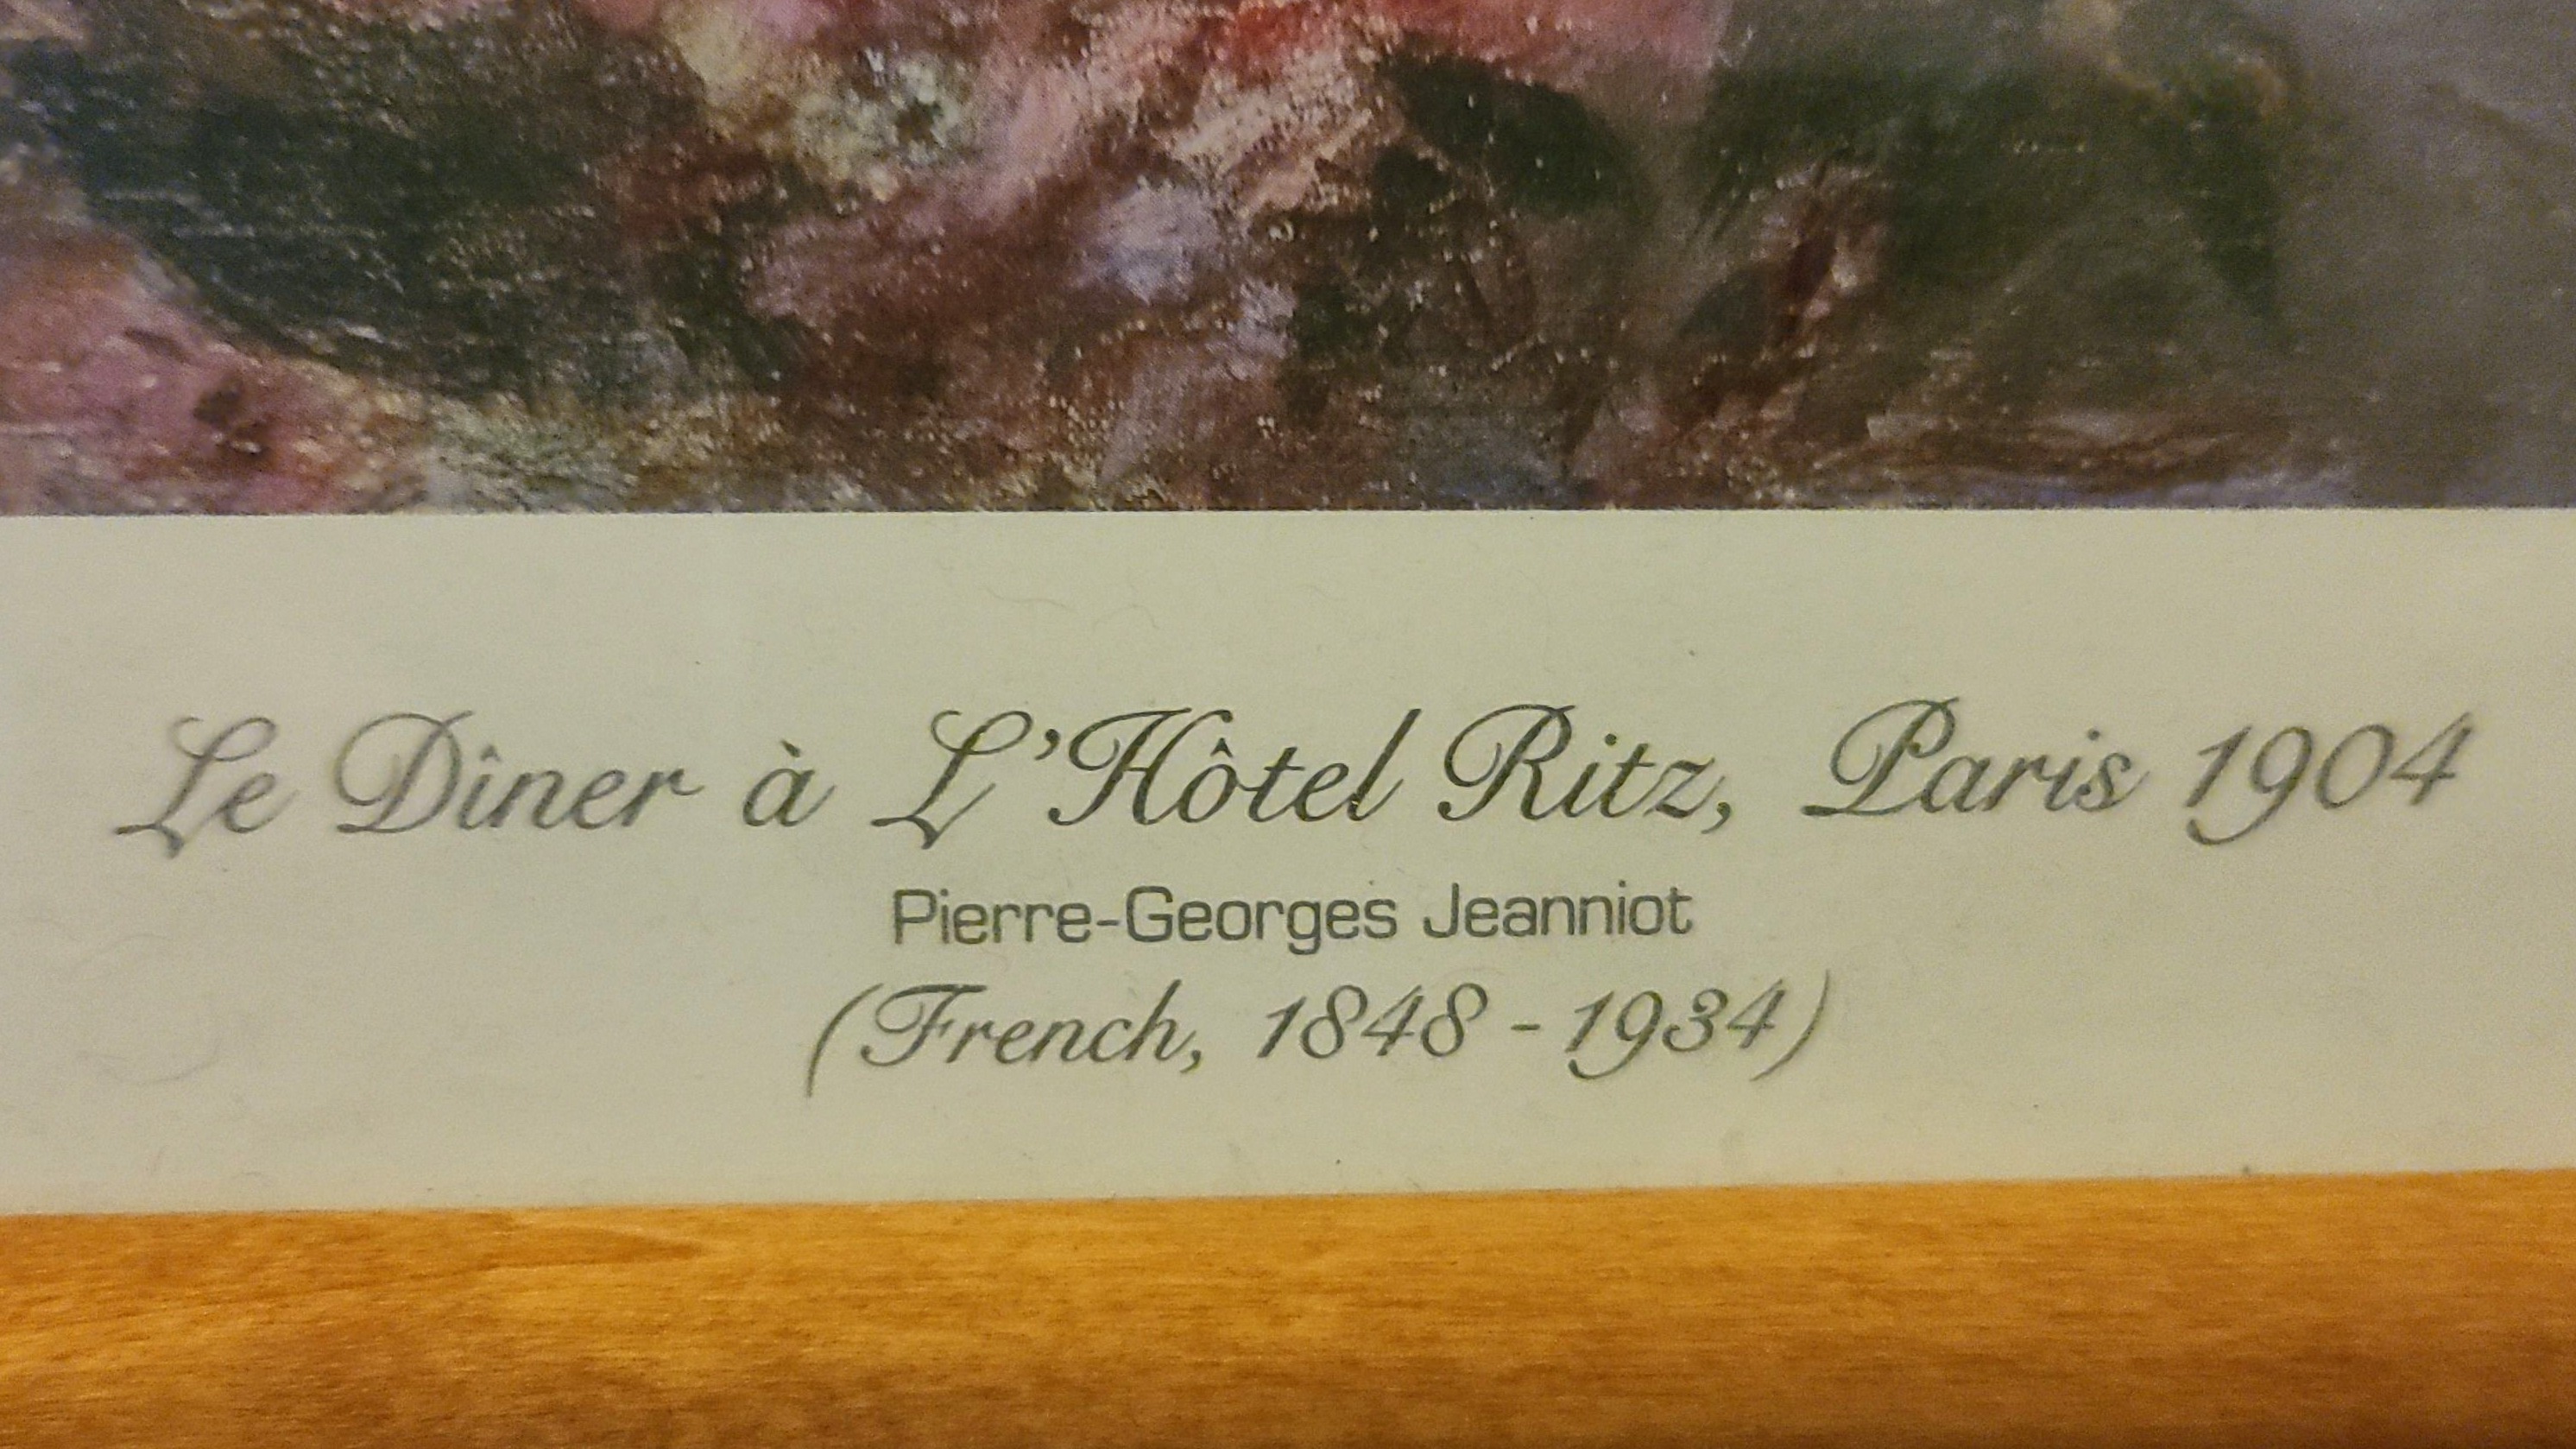 Le Dîner à L'Hôtel Ritz, Paris 1904
Pierre-Georges Jeanniot
(French, 1848 - 1934)